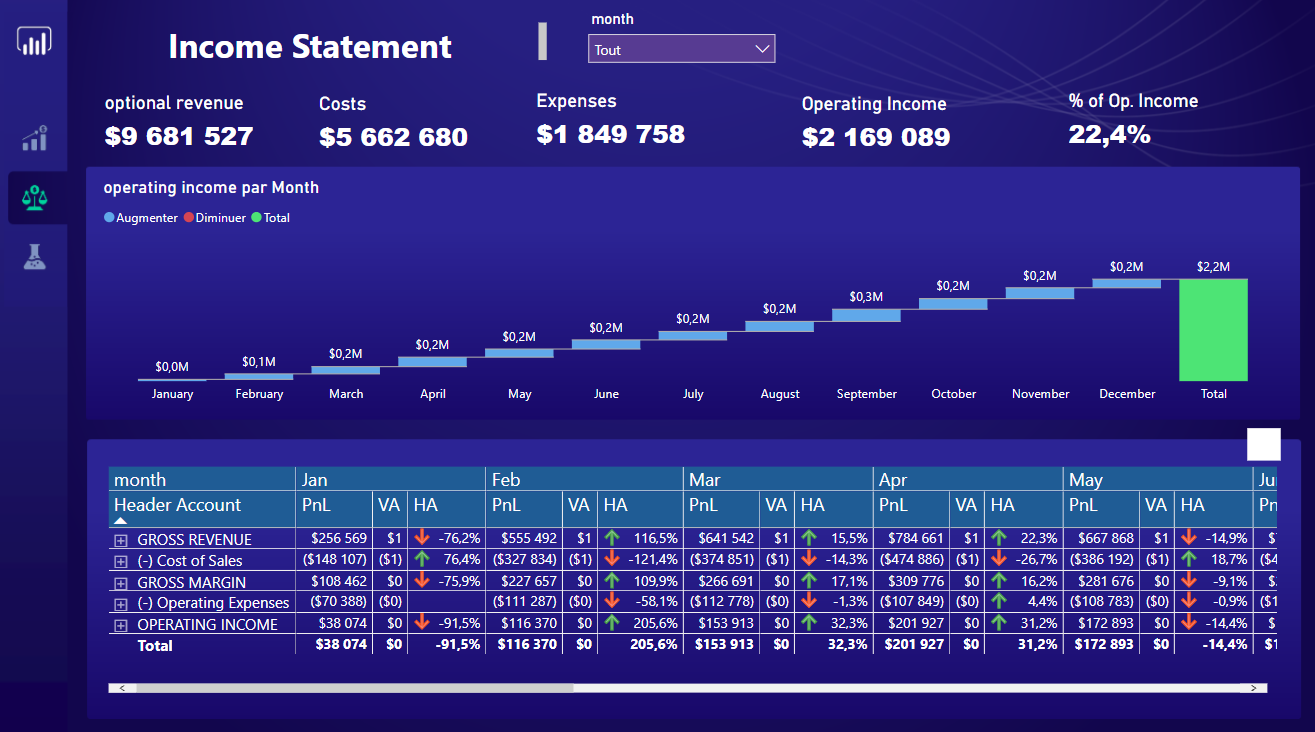 month
Income Statement
Tout
optional revenue Costs Expenses Operating Income % of Op. Income
$9 681 527 $5 662 680 $1 849 758 $2 169 089 22,4%
operating income par Month
Augmenter Diminuer Total
$0,0M $0,1M $0,2M $0,2M $0,2M $0,2M $0,2M $0,2M $0,3M $0,2M $0,2M $0,2M $2,2M
January February March April May June July August September October November December Total
month Jan Feb Mar Apr May Ju
Header Account PnL VA HA PnL VA HA PnL VA HA PnL VA HA PnL VA HA Pn
GROSS REVENUE $256 569 $1 -76,2% $555 492 $1 116,5% $641 542 $1 15,5% $784 661 $1 22,3% $667 868 $1 -14,9%
(-) Cost of Sales ($148 107) ($1) 76,4% ($327 834) ($1) -121,4% ($374 851) ($1) -14,3% ($474 886) ($1) -26,7% ($386 192) ($1) 18,7% ($4
GROSS MARGIN $108 462 $0 -75,9% $227 657 $0 109,9% $266 691 $0 17,1% $309 776 $0 16,2% $281 676 $0 -9,1%
(-) Operating Expenses ($70 388) ($0) ($111 287) ($0) -58,1% ($112 778) ($0) -1,3% ($107 849) ($0) 4,4% ($108 783) ($0) -0,9% ($1
OPERATING INCOME $38 074 $0 -91,5% $116 370 $0 205,6% $153 913 $0 32,3% $201 927 $0 31,2% $172 893 $0 -14,4% $
Total $38 074 $0 -91,5% $116 370 $0 205,6% $153 913 $0 32,3% $201 927 $0 31,2% $172 893 $0 -14,4% $1